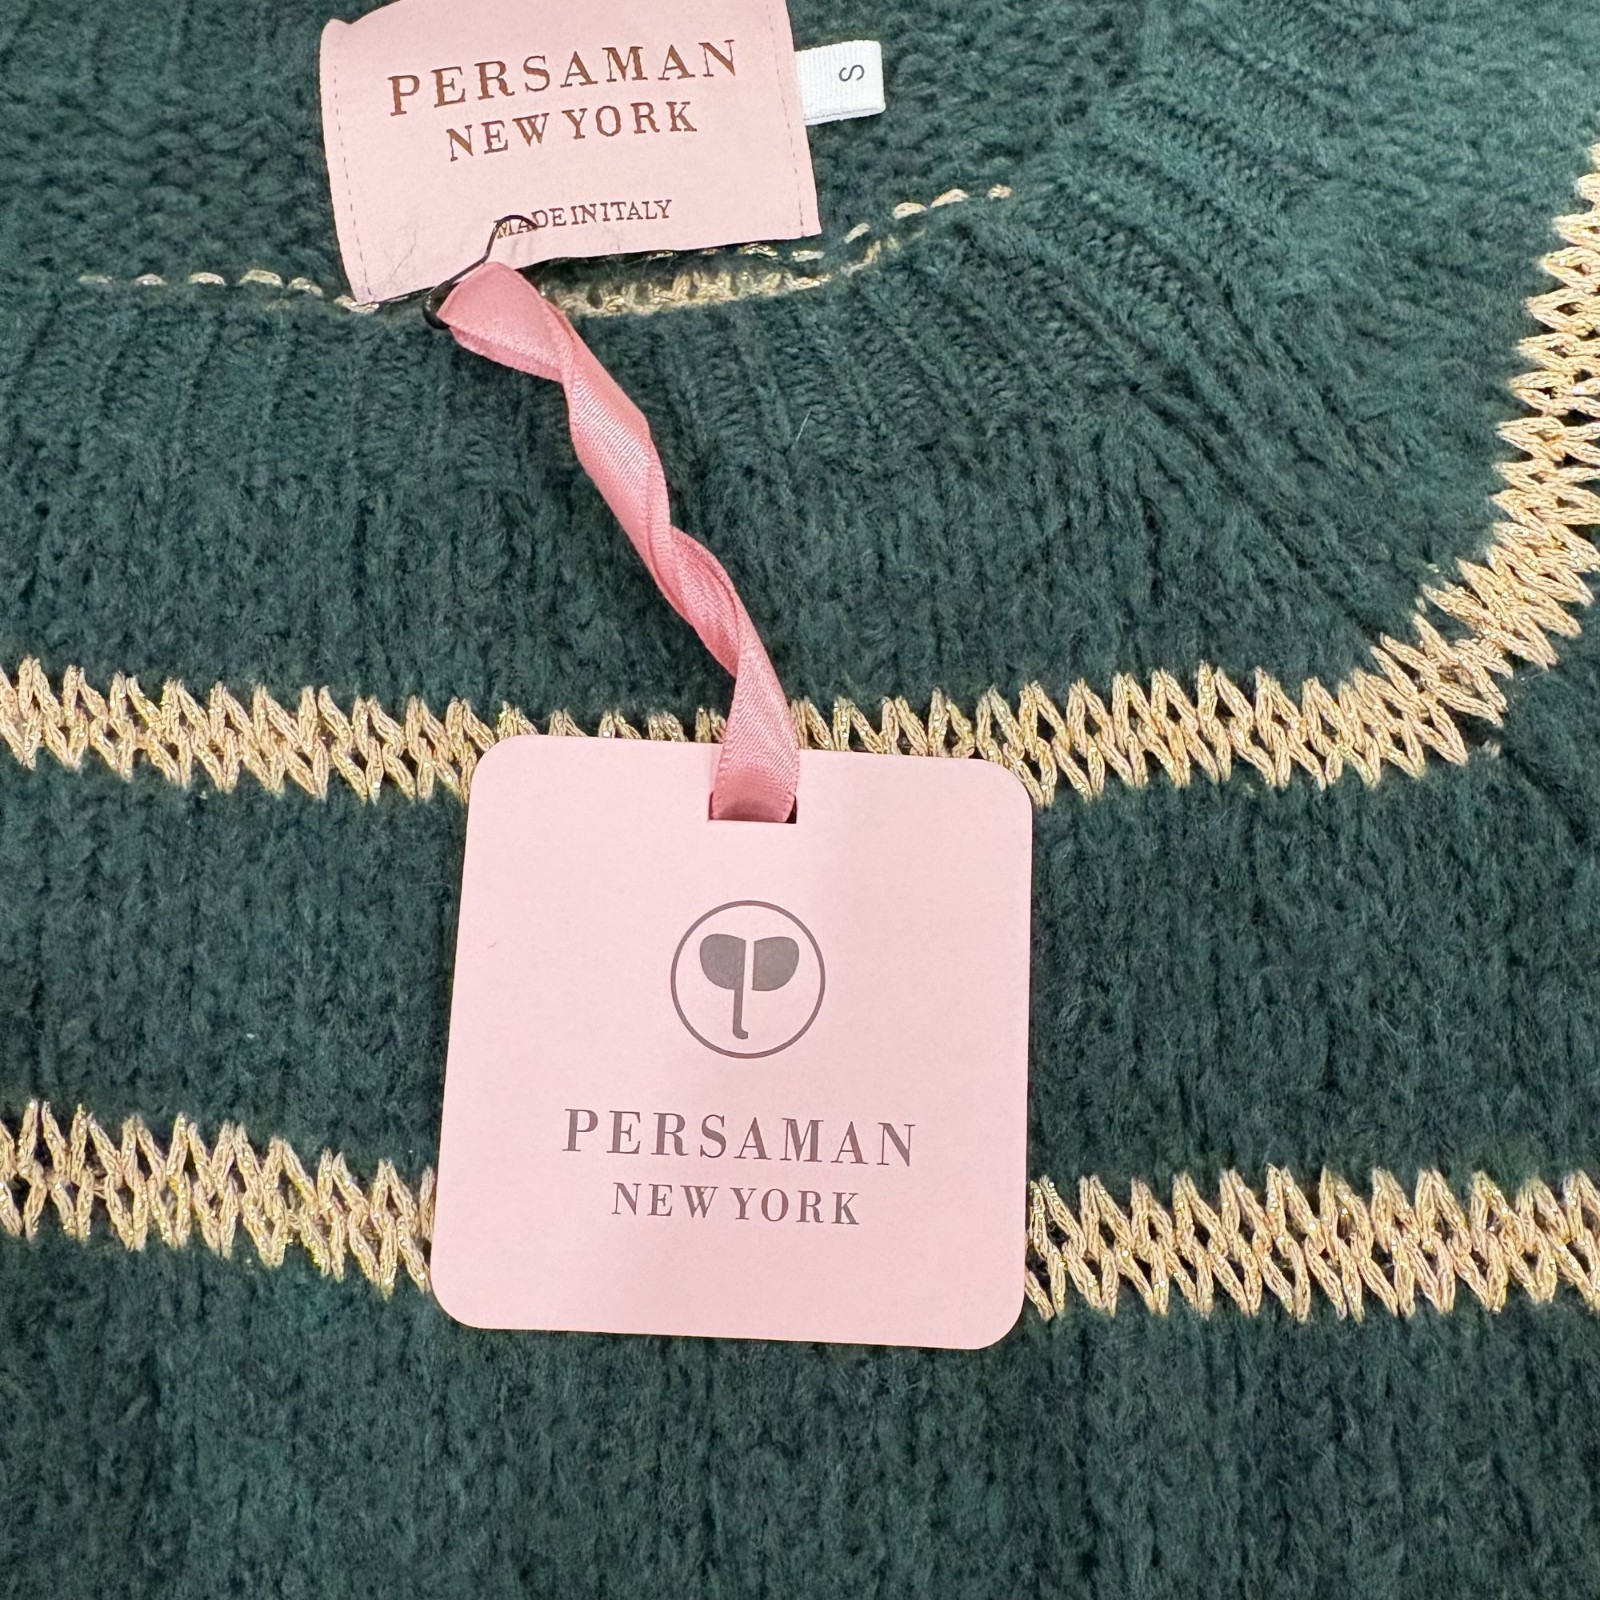 PERSAMAN
NEW YORK
MADE IN ITALY
S
PERSAMAN
NEW YORK